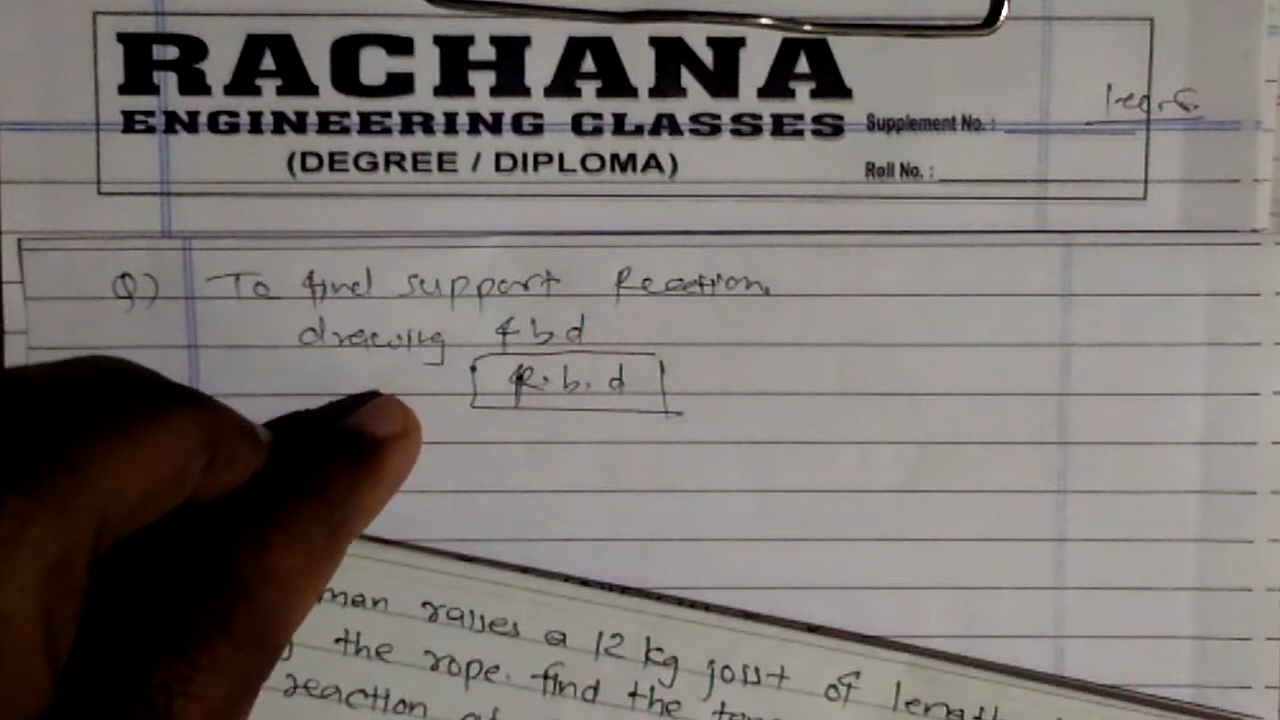 RACHANA
ENGINEERING CLASSES
(DEGREE / DIPLOMA)
Supplement No. :
Roll No. :
Q) To find support Reaction.
drawing fbd
f. b. d
man raises a 12 kg joist of length
the rope. find the
reaction at